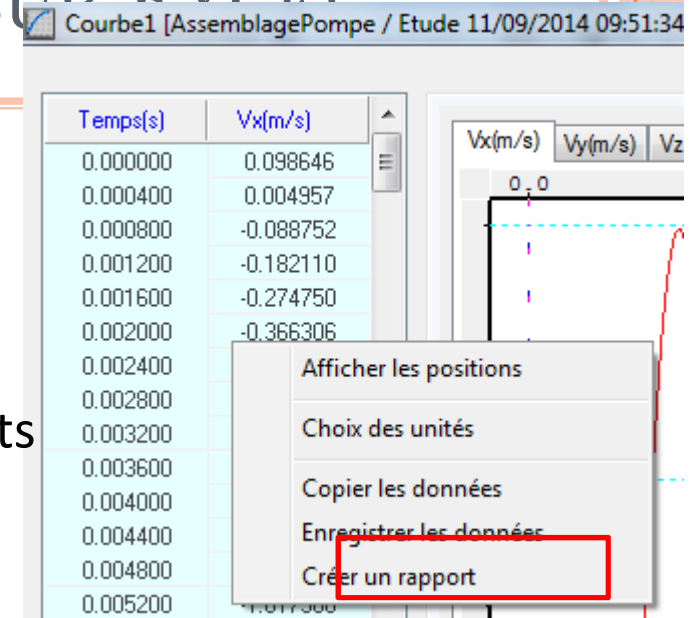 Courbe1 [AssemblagePompe / Etude 11/09/2014 09:51:34
Temps(s) Vx(m/s)
0.000000 0.098646
0.000400 0.004957
0.000800 -0.088752
0.001200 -0.182110
0.001600 -0.274750
0.002000 -0.366306
0.002400
0.002800
0.003200
0.003600
0.004000
0.004400
0.004800
0.005200
Vx(m/s) Vy(m/s) Vz
0.0
Afficher les positions
Choix des unités
Copier les données
Enregistrer les données
Créer un rapport
ts